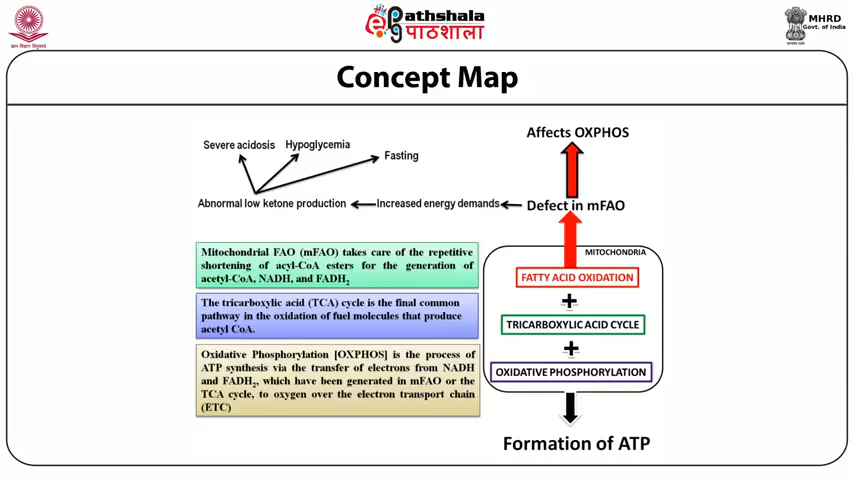 ePathshala
पाठशाला
MHRD
Govt. of India
Concept Map
Affects OXPHOS
Severe acidosis
Hypoglycemia
Fasting
Abnormal low ketone production
Increased energy demands
Defect in mFAO
Mitochondrial FAO (mFAO) takes care of the repetitive
shortening of acyl-CoA esters for the generation of
acetyl-CoA, NADH, and FADH2
The tricarboxylic acid (TCA) cycle is the final common
pathway in the oxidation of fuel molecules that produce
acetyl CoA.
Oxidative Phosphorylation [OXPHOS] is the process of
ATP synthesis via the transfer of electrons from NADH
and FADH2, which have been generated in mFAO or the
TCA cycle, to oxygen over the electron transport chain
(ETC)
MITOCHONDRIA
FATTY ACID OXIDATION
+
TRICARBOXYLIC ACID CYCLE
+
OXIDATIVE PHOSPHORYLATION
Formation of ATP